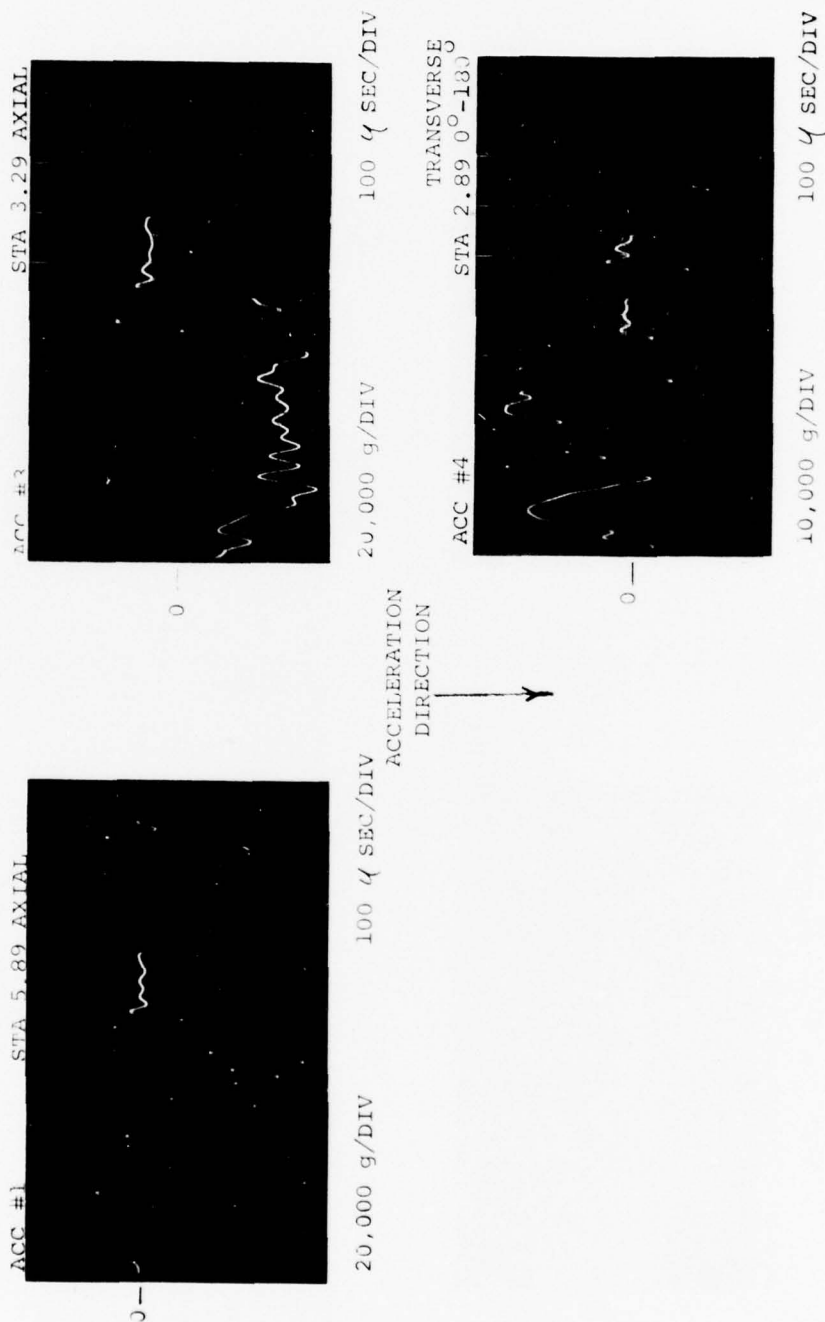 ACC #1 STA 5.89 AXIAL
0
20,000 g/DIV 100 μ SEC/DIV
ACC #3 STA 3.29 AXIAL
0
20,000 g/DIV 100 μ SEC/DIV
ACCELERATION
DIRECTION
TRANSVERSE
ACC #4 STA 2.89 0°-180°
0
10,000 g/DIV 100 μ SEC/DIV